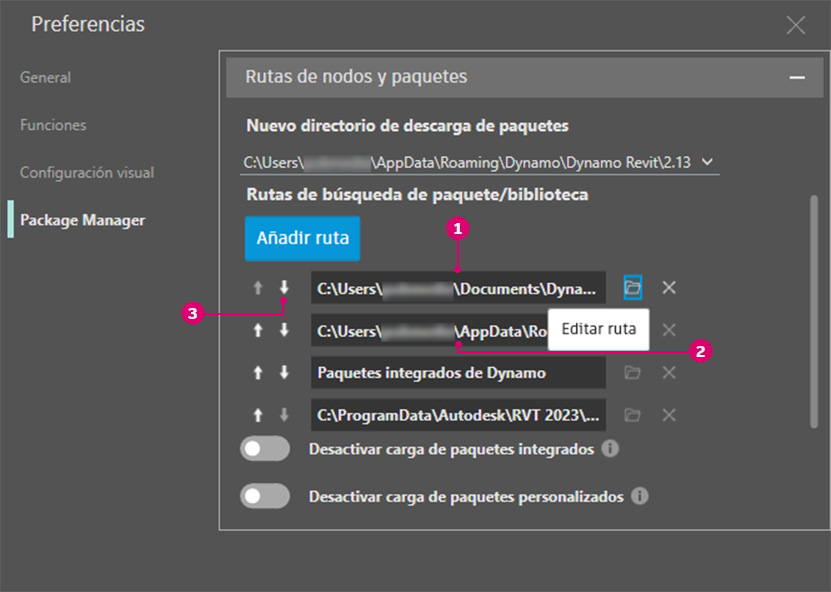 Preferencias
General
Funciones
Configuración visual
Package Manager
Rutas de nodos y paquetes
Nuevo directorio de descarga de paquetes
C:\Users\ \AppData\Roaming\Dynamo\Dynamo Revit\2.13
Rutas de búsqueda de paquete/biblioteca
Añadir ruta
1
C:\Users\ \Documents\Dyna...
3
C:\Users\ \AppData\Ro
Editar ruta
2
Paquetes integrados de Dynamo
C:\ProgramData\Autodesk\RVT 2023\...
Desactivar carga de paquetes integrados
Desactivar carga de paquetes personalizados